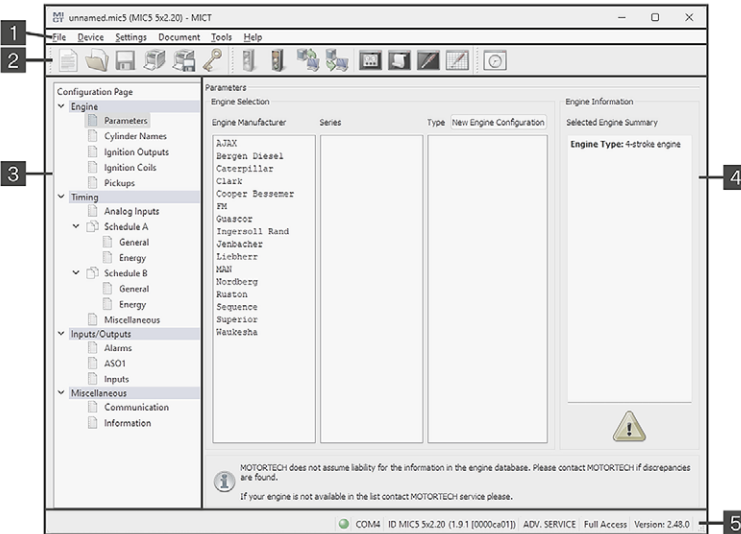 MICT unnamed.mic5 (MIC5 5x2.20) - MICT
1 File Device Settings Document Tools Help
2
Configuration Page
Engine
Parameters
Cylinder Names
Ignition Outputs
Ignition Coils
Pickups
3
Timing
Analog Inputs
Schedule A
General
Energy
Schedule B
General
Energy
Miscellaneous
Inputs/Outputs
Alarms
ASO1
Inputs
Miscellaneous
Communication
Information
Parameters
Engine Selection
Engine Manufacturer Series Type New Engine Configuration
AJAX
Bergen Diesel
Caterpillar
Clark
Cooper Bessemer
FM
Guascor
Ingersoll Rand
Jenbacher
Liebherr
MAN
Nordberg
Ruston
Sequence
Superior
Waukesha
Engine Information
Selected Engine Summary
Engine Type: 4-stroke engine
4
MOTORTECH does not assume liability for the information in the engine database. Please contact MOTORTECH if discrepancies
are found.
If your engine is not available in the list contact MOTORTECH service please.
COM4 ID MIC5 5x2.20 (1.9 1 [0000ca01]) ADV. SERVICE Full Access Version: 2.48.0
5